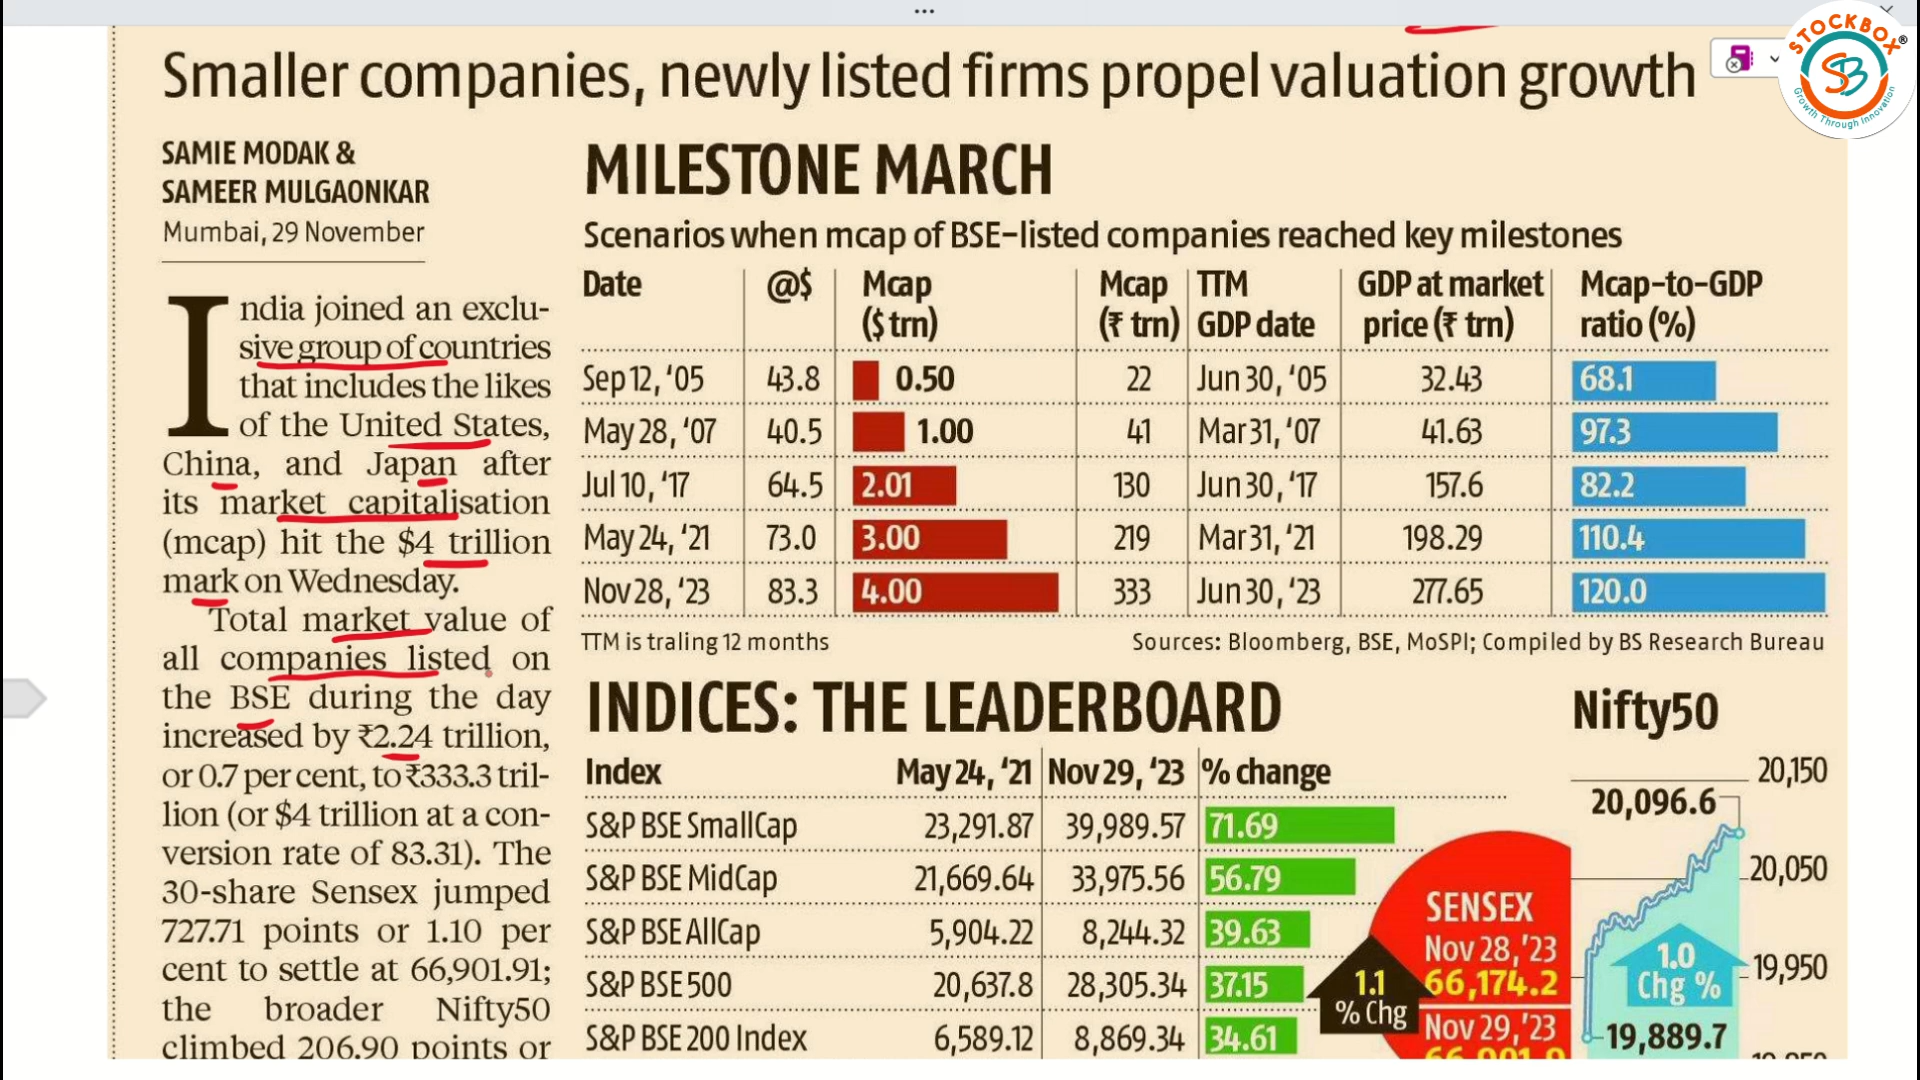 ...
STOCKBOX®
SB
Growth Through Innovation
Smaller companies, newly listed firms propel valuation growth
SAMIE MODAK &
SAMEER MULGAONKAR
Mumbai, 29 November
India joined an exclu-
sive group of countries
that includes the likes
of the United States,
China, and Japan after
its market capitalisation
(mcap) hit the $4 trillion
mark on Wednesday.
Total market value of
all companies listed on
the BSE during the day
increased by ₹2.24 trillion,
or 0.7 per cent, to ₹333.3 tril-
lion (or $4 trillion at a con-
version rate of 83.31). The
30-share Sensex jumped
727.71 points or 1.10 per
cent to settle at 66,901.91;
the broader Nifty50
climbed 206.90 points or
MILESTONE MARCH
Scenarios when mcap of BSE-listed companies reached key milestones
Date @$ Mcap ($ trn) Mcap (₹ trn) TTM GDP date GDP at market price (₹ trn) Mcap-to-GDP ratio (%)
Sep 12, '05 43.8 0.50 22 Jun 30, '05 32.43 68.1
May 28, '07 40.5 1.00 41 Mar 31, '07 41.63 97.3
Jul 10, '17 64.5 2.01 130 Jun 30, '17 157.6 82.2
May 24, '21 73.0 3.00 219 Mar 31, '21 198.29 110.4
Nov 28, '23 83.3 4.00 333 Jun 30, '23 277.65 120.0
TTM is traling 12 months Sources: Bloomberg, BSE, MoSPI; Compiled by BS Research Bureau
INDICES: THE LEADERBOARD
Index May 24, '21 Nov 29, '23 % change
S&P BSE SmallCap 23,291.87 39,989.57 71.69
S&P BSE MidCap 21,669.64 33,975.56 56.79
S&P BSE AllCap 5,904.22 8,244.32 39.63
S&P BSE 500 20,637.8 28,305.34 37.15
S&P BSE 200 Index 6,589.12 8,869.34 34.61
1.1
% Chg
SENSEX
Nov 28,'23
66,174.2
Nov 29,'23
66,901.9
Nifty50
20,150
20,096.6
20,050
1.0
Chg %
19,950
19,889.7